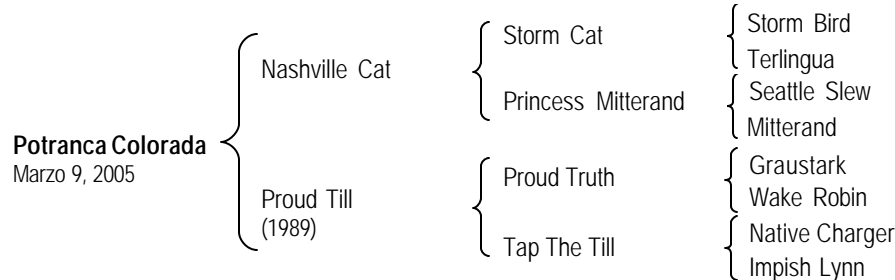 Storm Bird
Storm Cat
Terlingua
Nashville Cat
Seattle Slew
Princess Mitterand
Mitterand
Potranca Colorada
Marzo 9, 2005
Graustark
Proud Truth
Wake Robin
Proud Till
(1989)
Native Charger
Tap The Till
Impish Lynn